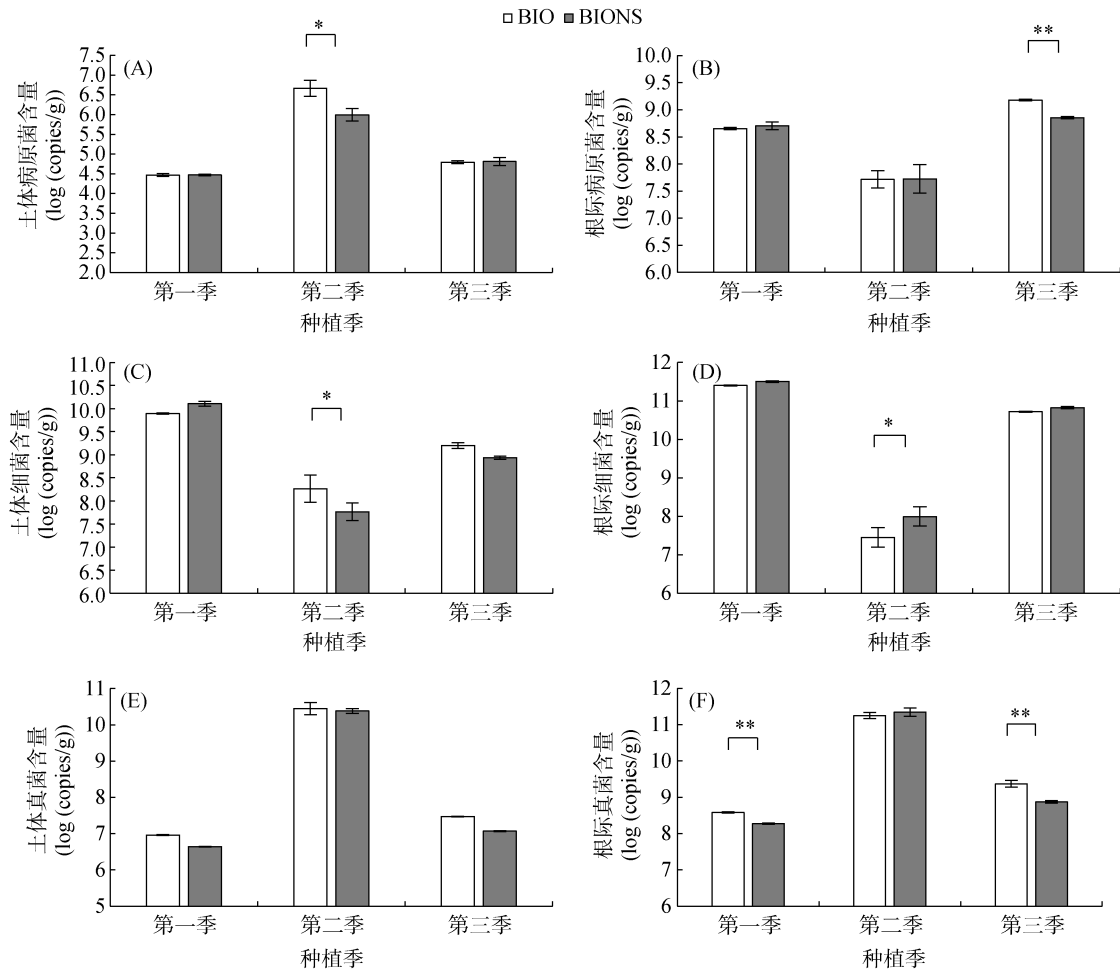 BIO BIONS
(A)
*
土体病原菌含量
(log (copies/g))
7.5
7.0
6.5
6.0
5.5
5.0
4.5
4.0
3.5
3.0
2.5
2.0
第一季 第二季 第三季
种植季
(B)
**
根际病原菌含量
(log (copies/g))
10.0
9.5
9.0
8.5
8.0
7.5
7.0
6.5
6.0
第一季 第二季 第三季
种植季
(C)
*
土体细菌含量
(log (copies/g))
11.0
10.5
10.0
9.5
9.0
8.5
8.0
7.5
7.0
6.5
6.0
第一季 第二季 第三季
种植季
(D)
*
根际细菌含量
(log (copies/g))
12
11
10
9
8
7
6
第一季 第二季 第三季
种植季
(E)
土体真菌含量
(log (copies/g))
11
10
9
8
7
6
5
第一季 第二季 第三季
种植季
(F)
** **
根际真菌含量
(log (copies/g))
12
11
10
9
8
7
6
第一季 第二季 第三季
种植季